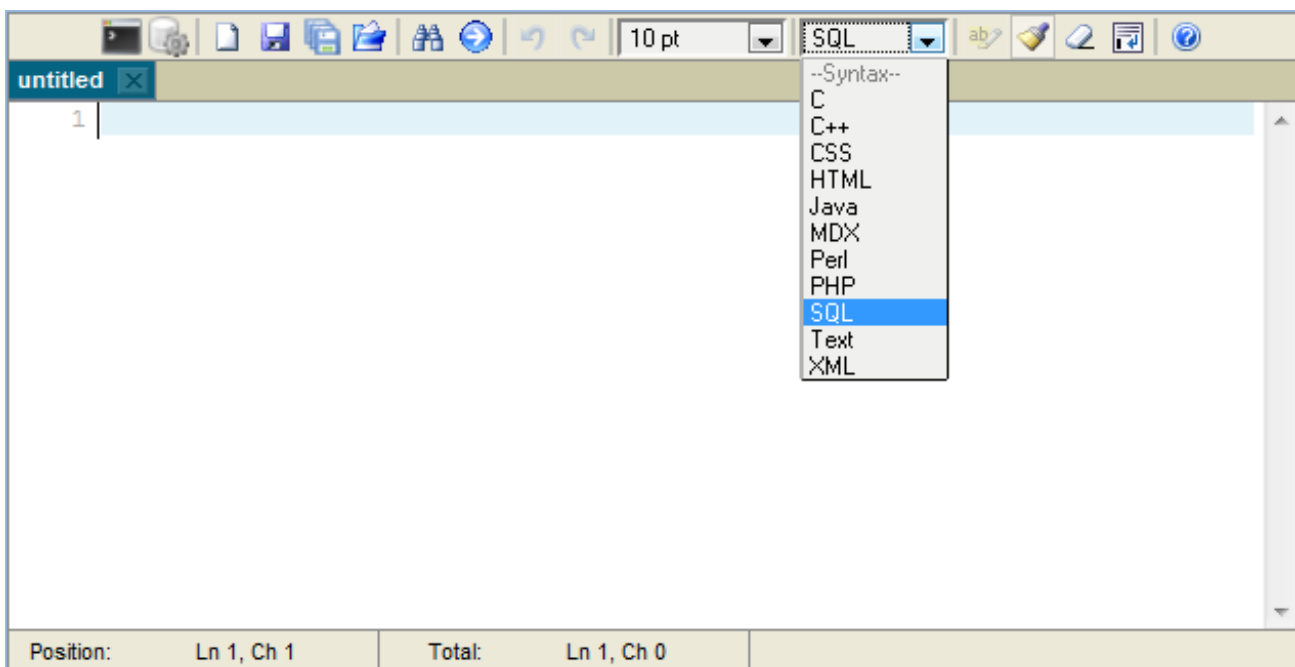 10 pt SQL
untitled
--Syntax--
1
C
C++
CSS
HTML
Java
MDX
Perl
PHP
SQL
Text
XML
Position: Ln 1, Ch 1 Total: Ln 1, Ch 0